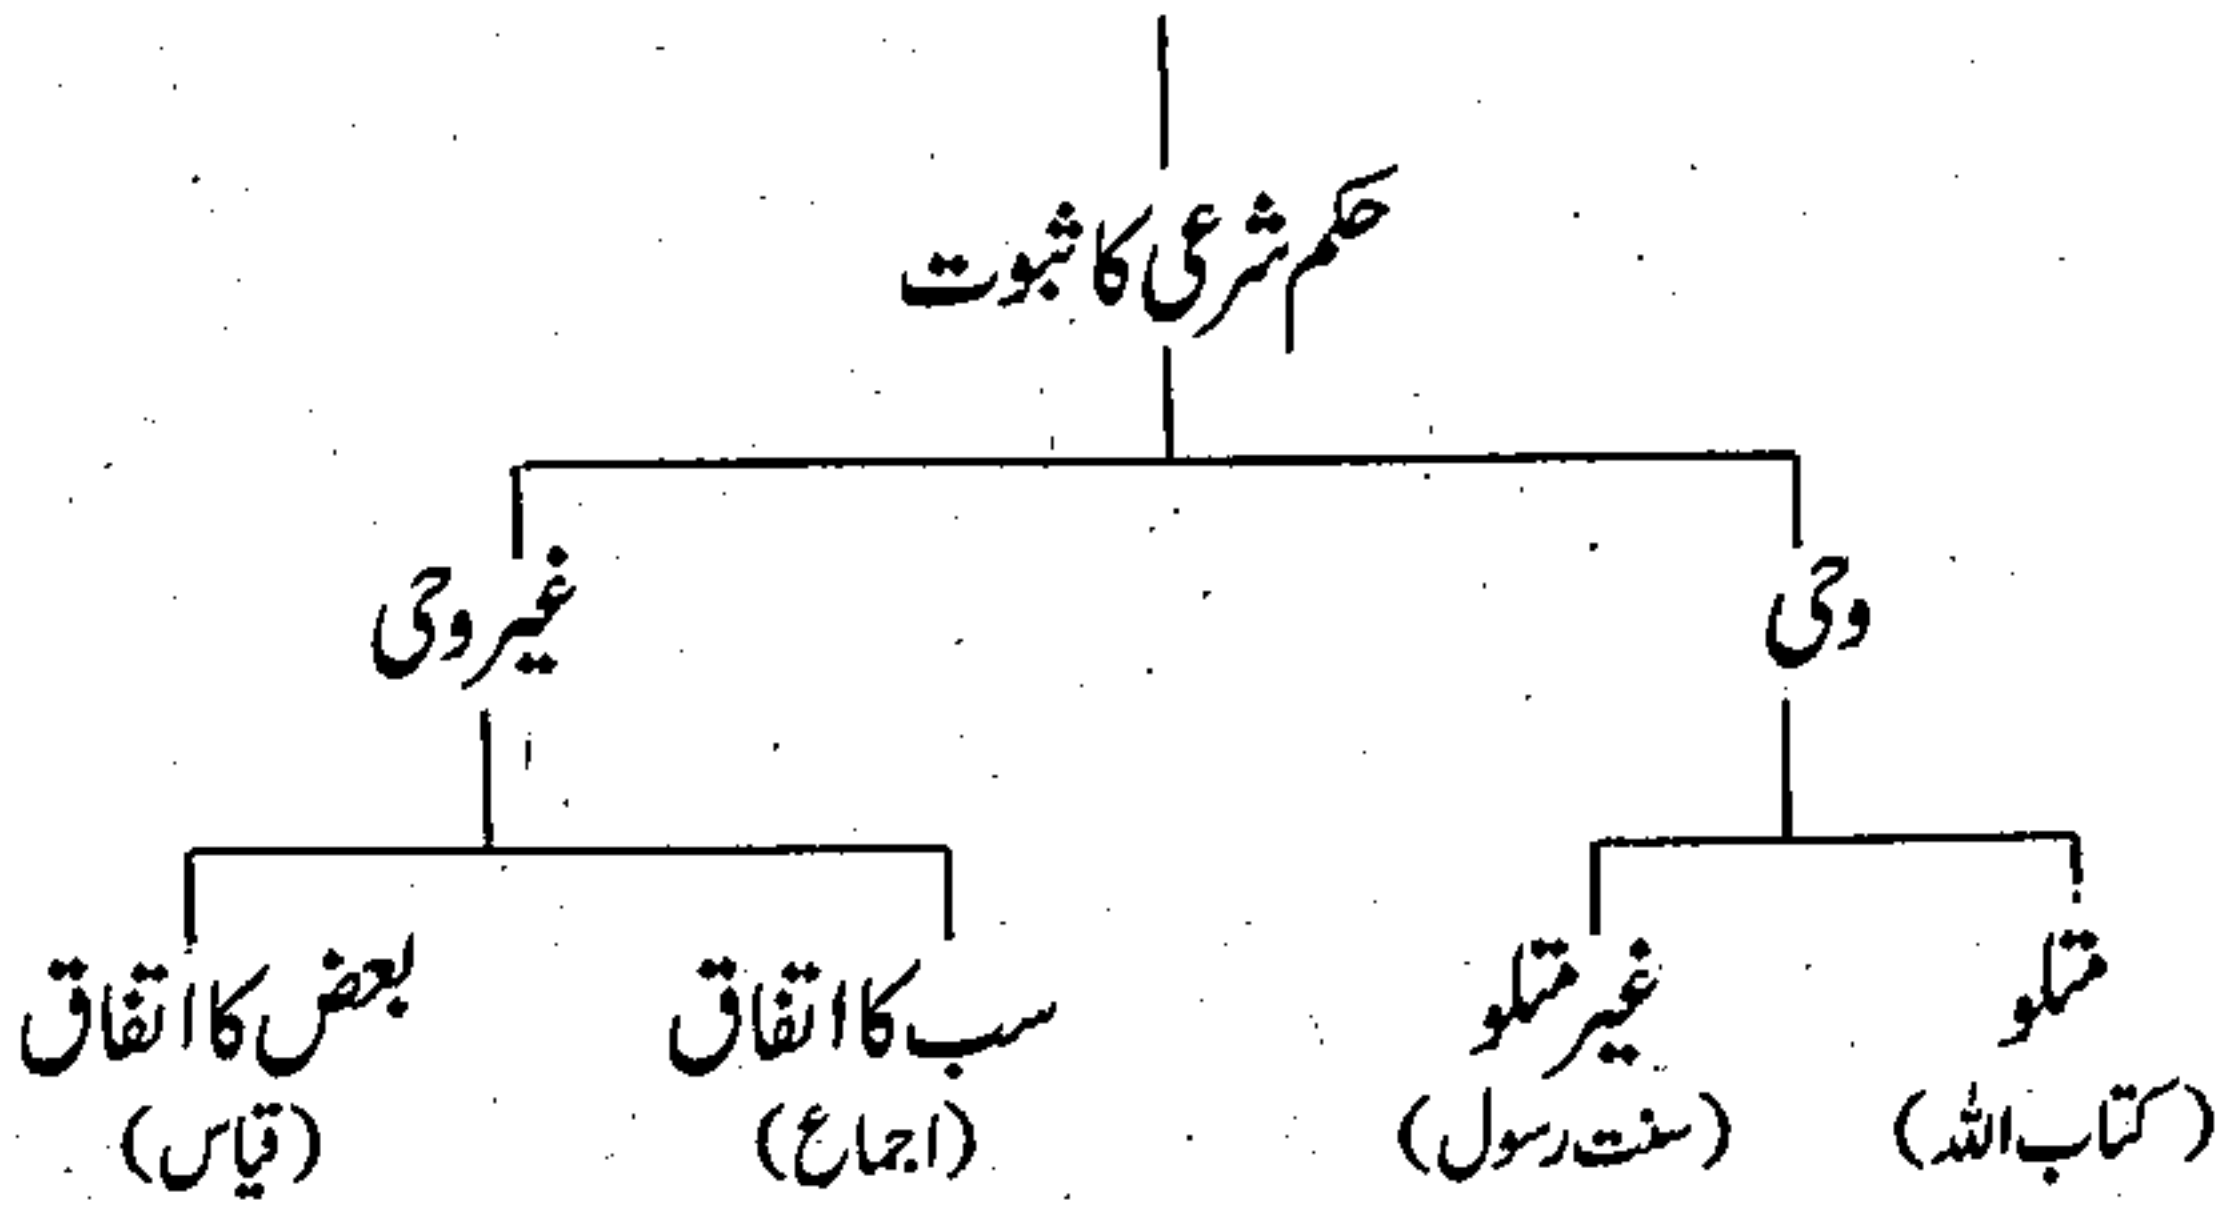 حکم شرعی کا ثبوت
وحی
غیر وحی
متلو
(کتاب اللہ)
غیر متلو
(سنت رسول)
سب کا اتفاق
(اجماع)
بعض کا اتفاق
(قیاس)